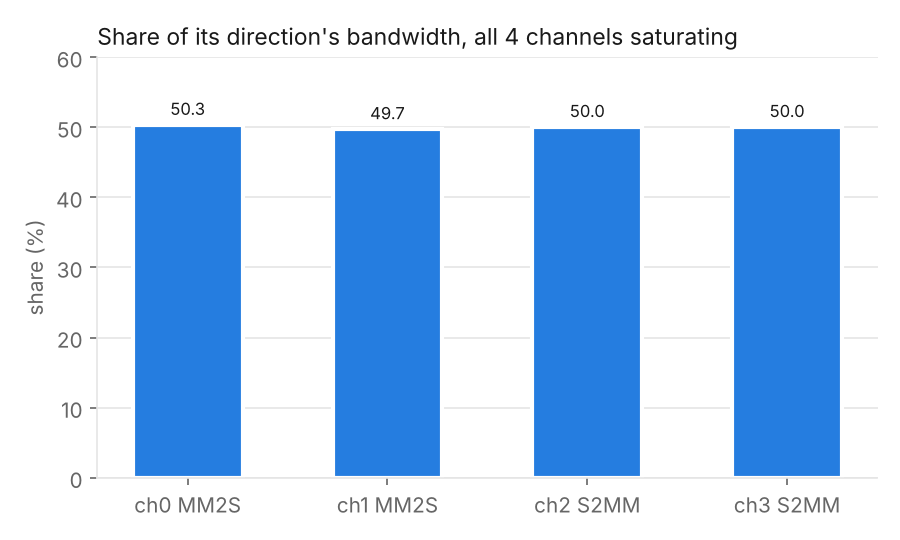 Share of its direction's bandwidth, all 4 channels saturating
share (%)
60
50
40
30
20
10
0
50.3
49.7
50.0
50.0
ch0 MM2S
ch1 MM2S
ch2 S2MM
ch3 S2MM